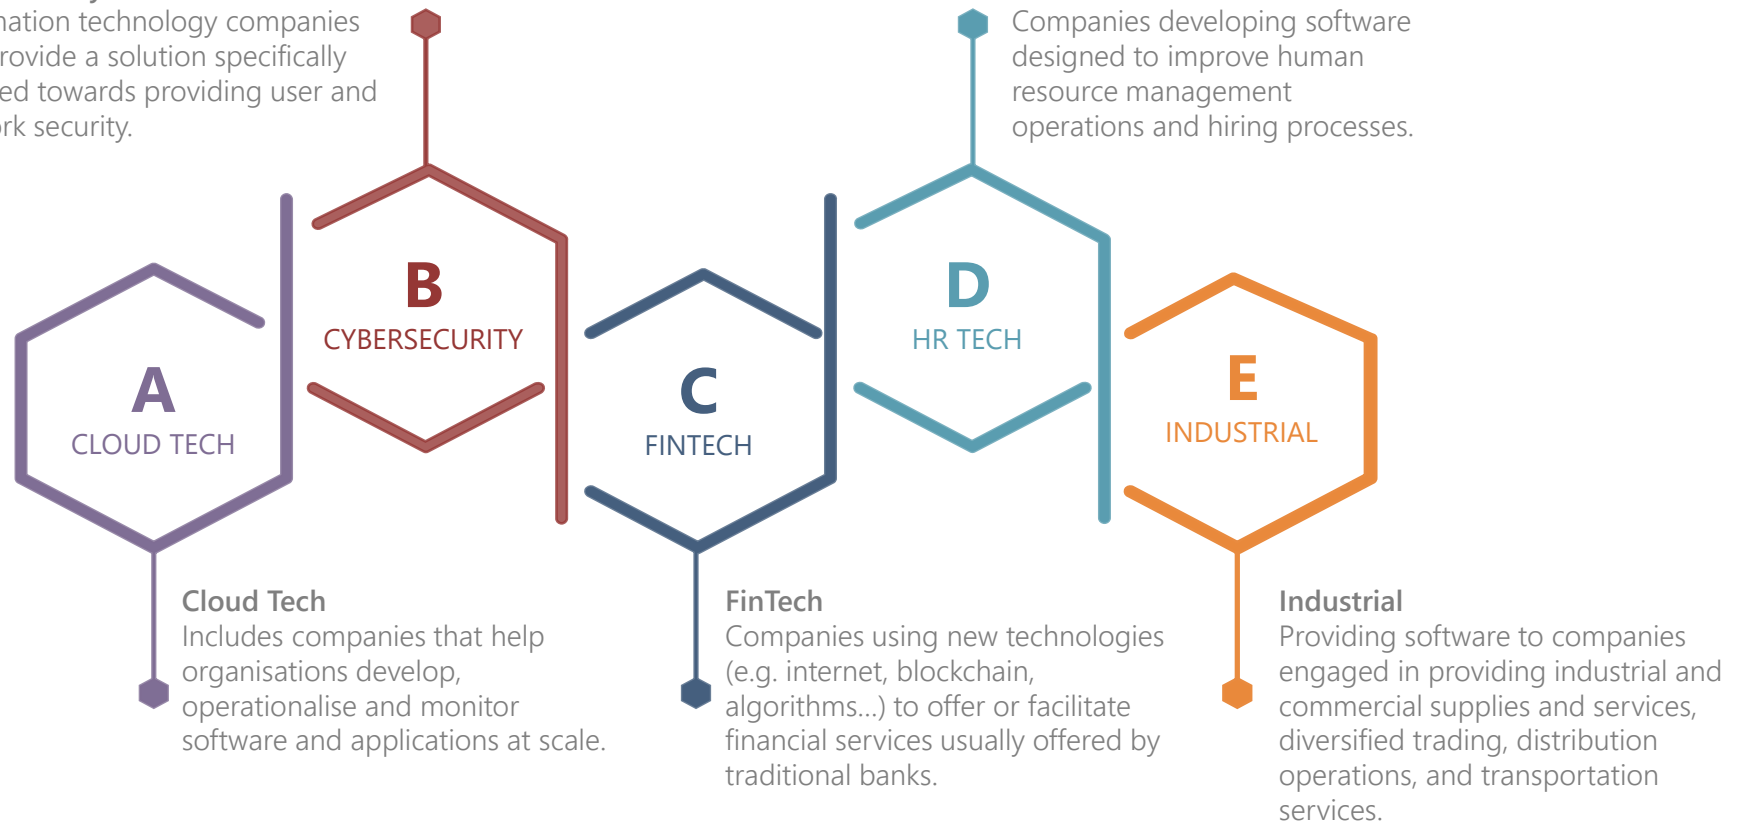 technology companies
a solution specifically
towards providing user and
security.
Companies developing software
designed to improve human
resource management
operations and hiring processes.
A
CLOUD TECH
B
CYBERSECURITY
C
FINTECH
D
HR TECH
E
INDUSTRIAL
Cloud Tech
Includes companies that help
organisations develop,
operationalise and monitor
software and applications at scale.
FinTech
Companies using new technologies
(e.g. internet, blockchain,
algorithms...) to offer or facilitate
financial services usually offered by
traditional banks.
Industrial
Providing software to companies
engaged in providing industrial and
commercial supplies and services,
diversified trading, distribution
operations, and transportation
services.